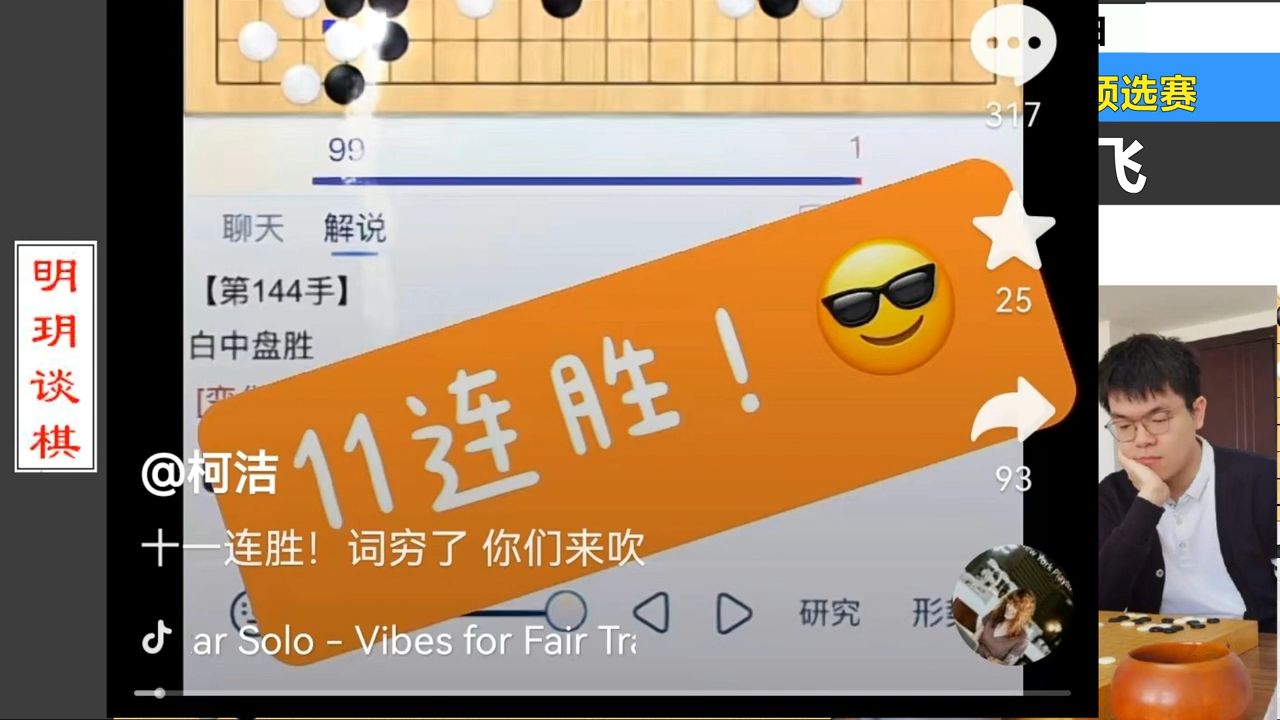 317
预选赛
99 1
飞
聊天 解说
明玥谈棋
【第144手】
25
白中盘胜
11连胜！
@柯洁
93
十一连胜！词穷了 你们来吹
研究
ar Solo - Vibes for Fair Tra